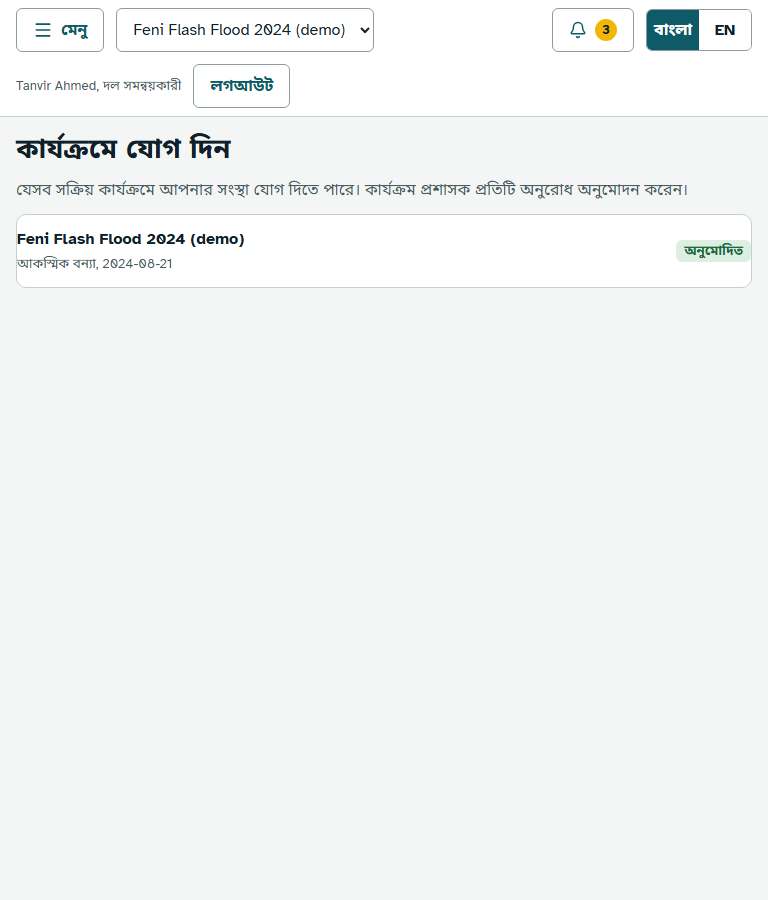 মেনু
Feni Flash Flood 2024 (demo)
3
বাংলা
EN
Tanvir Ahmed, দল সমন্বয়কারী
লগআউট
কার্যক্রমে যোগ দিন
যেসব সক্রিয় কার্যক্রমে আপনার সংস্থা যোগ দিতে পারে। কার্যক্রম প্রশাসক প্রতিটি অনুরোধ অনুমোদন করেন।
Feni Flash Flood 2024 (demo)
আকস্মিক বন্যা, 2024-08-21
অনুমোদিত